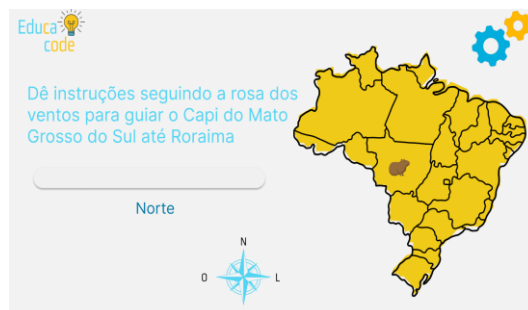 Educa
code
Dê instruções seguindo a rosa dos
ventos para guiar o Capi do Mato
Grosso do Sul até Roraima
Norte
N
O L